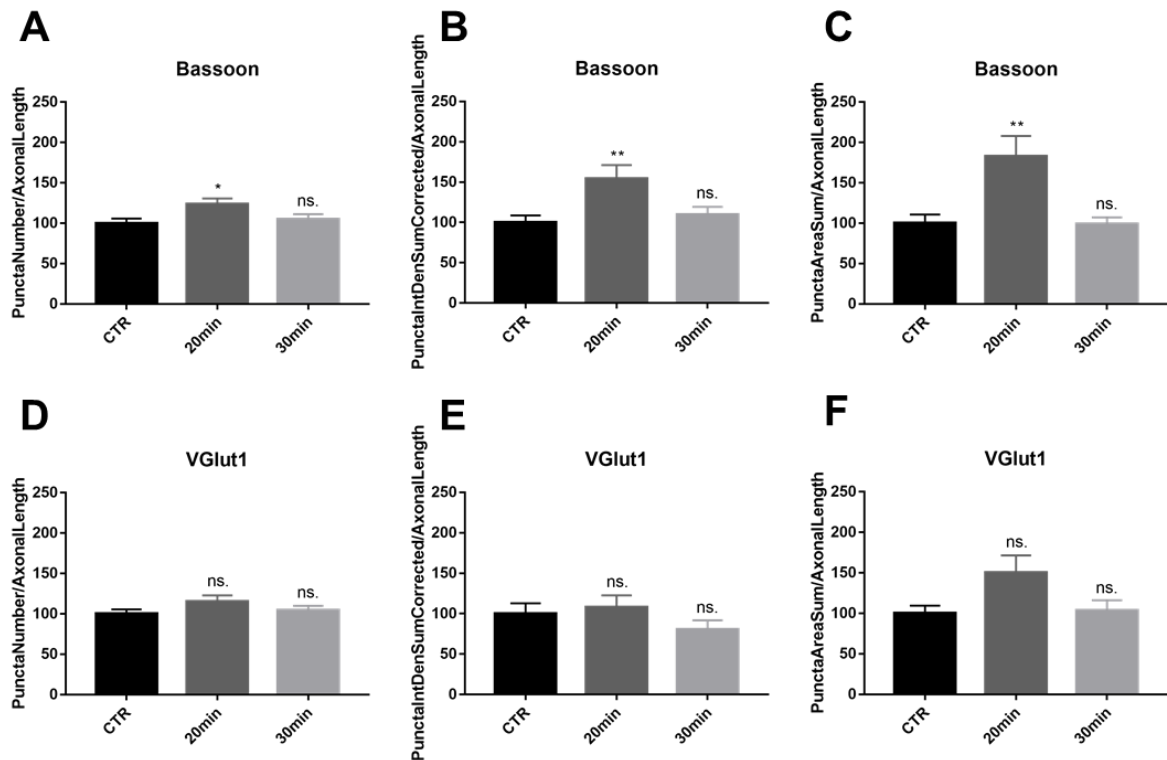 A
Bassoon
PunctaNumber/AxonalLength
250
200
150
100
50
0
*
ns.
CTR
20min
30min
B
Bassoon
PunctaIntDenSumCorrected/AxonalLength
250
200
150
100
50
0
**
ns.
CTR
20min
30min
C
Bassoon
PunctaAreaSum/AxonalLength
250
200
150
100
50
0
**
ns.
CTR
20min
30min
D
VGlut1
PunctaNumber/AxonalLength
250
200
150
100
50
0
ns.
ns.
CTR
20min
30min
E
VGlut1
PunctaIntDenSumCorrected/AxonalLength
250
200
150
100
50
0
ns.
ns.
CTR
20min
30min
F
VGlut1
PunctaAreaSum/AxonalLength
250
200
150
100
50
0
ns.
ns.
CTR
20min
30min